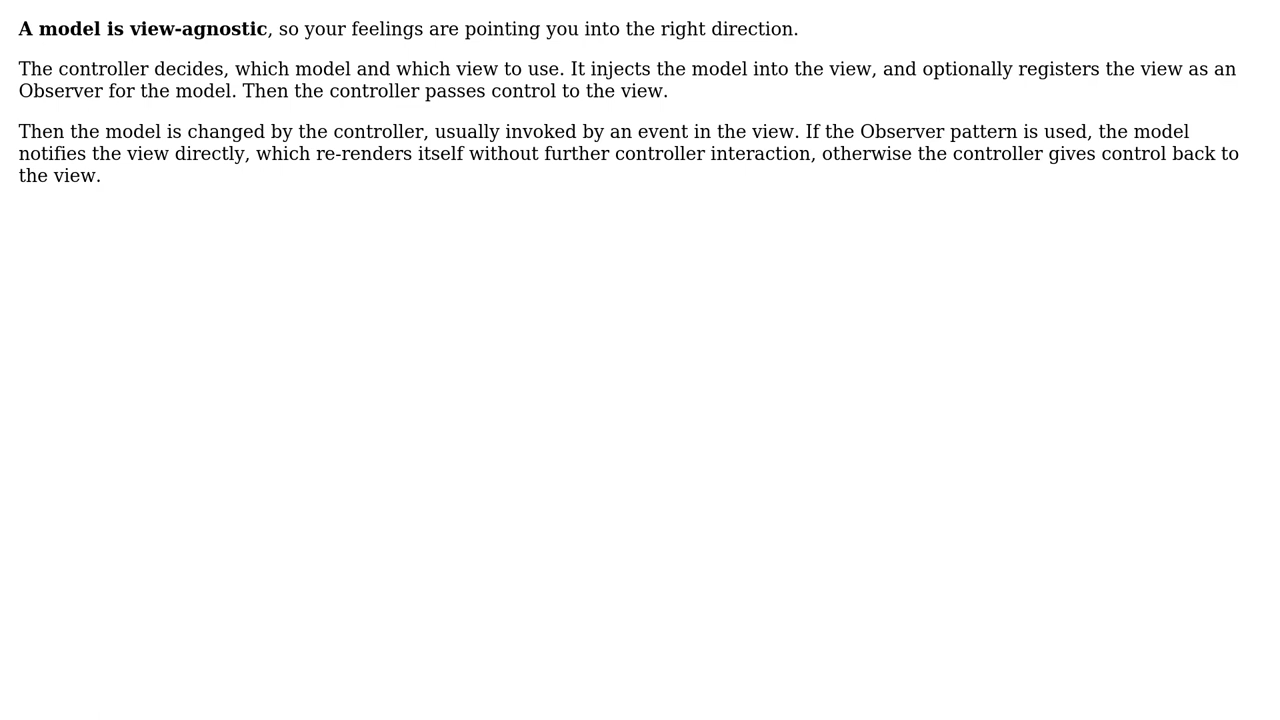 A model is view-agnostic, so your feelings are pointing you into the right direction.
The controller decides, which model and which view to use. It injects the model into the view, and optionally registers the view as an
Observer for the model. Then the controller passes control to the view.
Then the model is changed by the controller, usually invoked by an event in the view. If the Observer pattern is used, the model
notifies the view directly, which re-renders itself without further controller interaction, otherwise the controller gives control back to
the view.